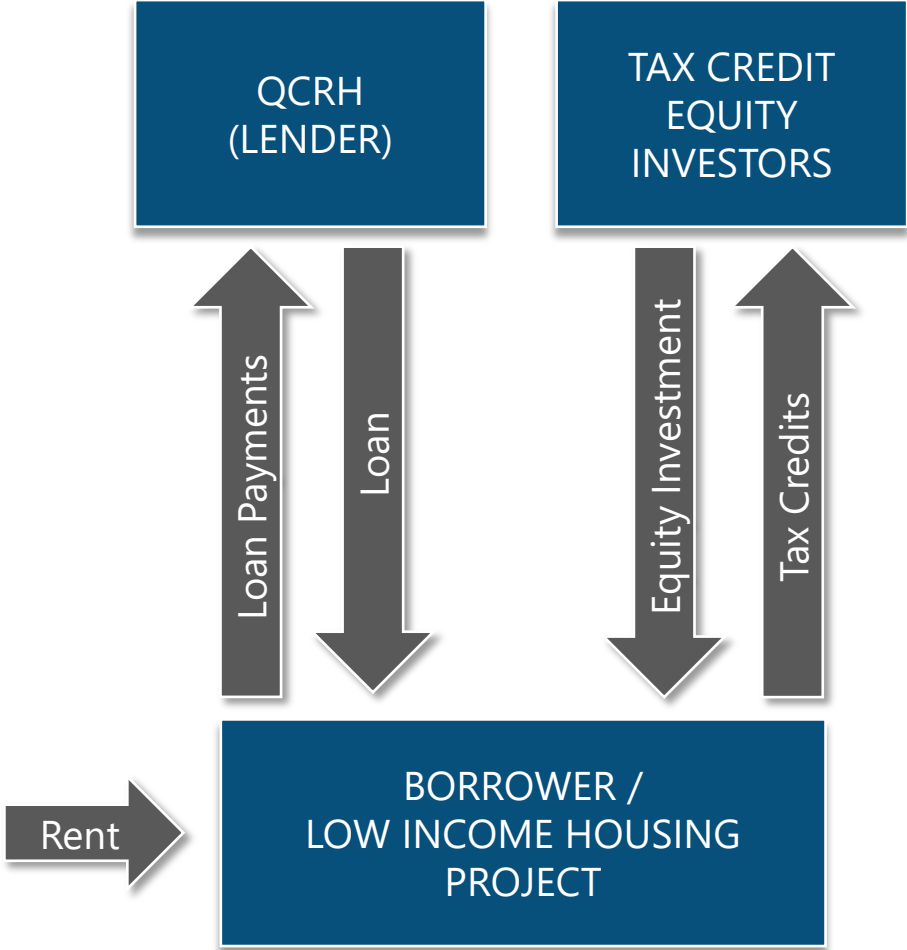 QCRH
(LENDER)
TAX CREDIT
EQUITY
INVESTORS
Loan Payments
Loan
Equity Investment
Tax Credits
Rent
BORROWER /
LOW INCOME HOUSING
PROJECT